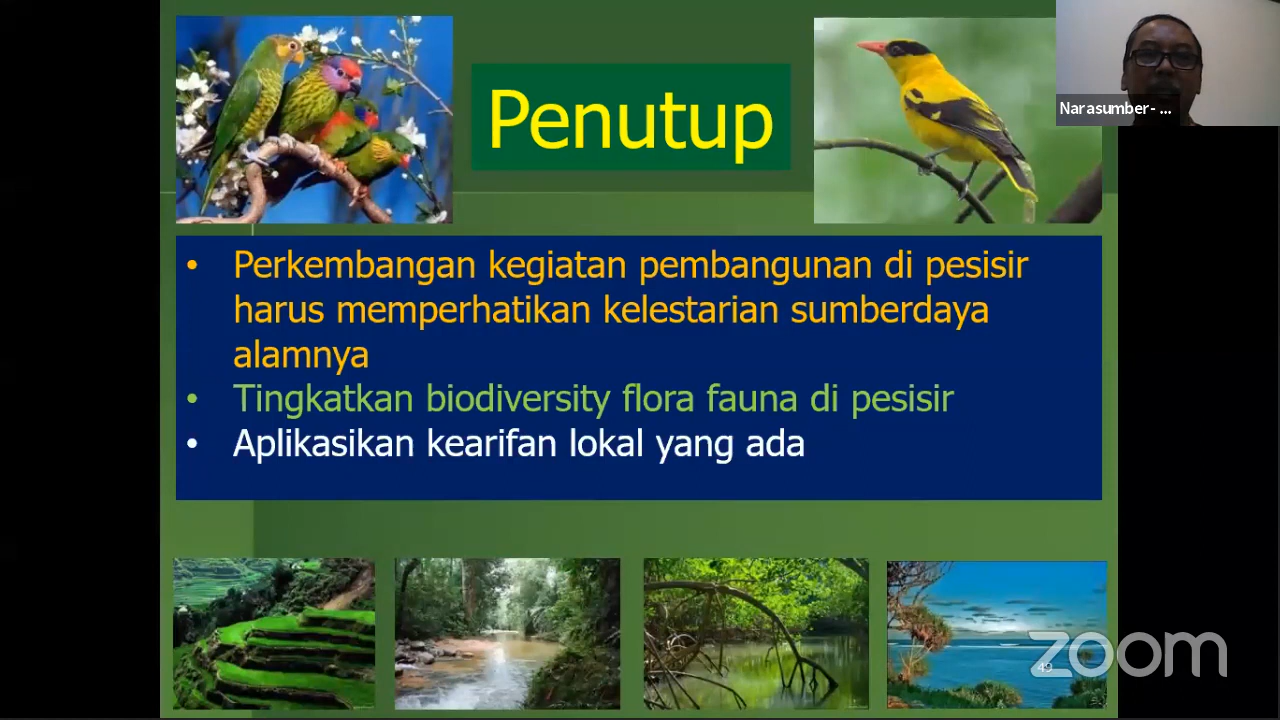 Penutup
Narasumber- ...
• Perkembangan kegiatan pembangunan di pesisir
harus memperhatikan kelestarian sumberdaya
alamnya
• Tingkatkan biodiversity flora fauna di pesisir
• Aplikasikan kearifan lokal yang ada
zoom
49